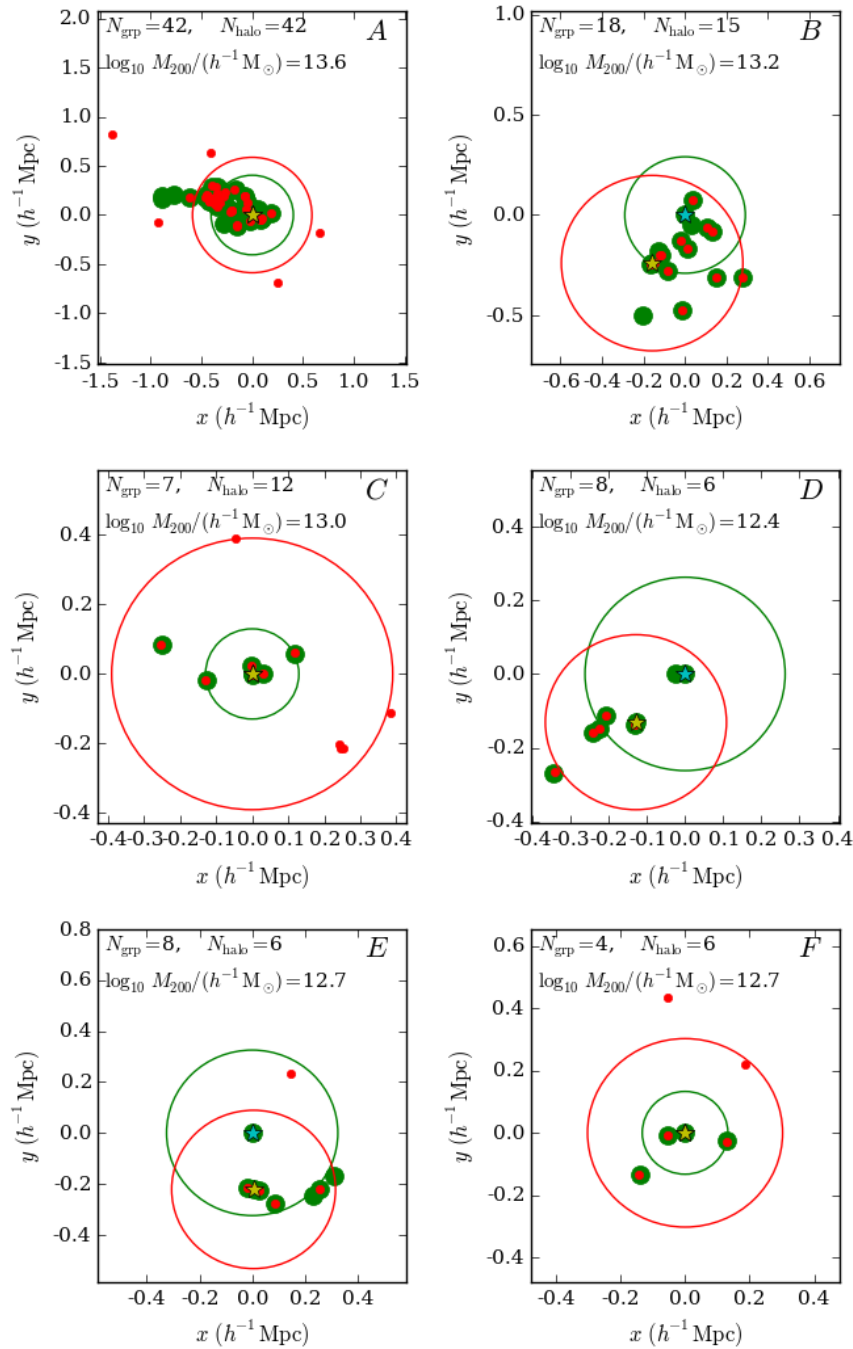 N_grp=42, N_halo=42 A
log₁₀ M₂₀₀/(h⁻¹ M_⊙)=13.6
2.0
1.5
1.0
0.5
0.0
-0.5
-1.0
-1.5
y (h⁻¹ Mpc)
-1.5 -1.0 -0.5 0.0 0.5 1.0 1.5
x (h⁻¹ Mpc)
N_grp=18, N_halo=15 B
log₁₀ M₂₀₀/(h⁻¹ M_⊙)=13.2
1.0
0.5
0.0
-0.5
y (h⁻¹ Mpc)
-0.6 -0.4 -0.2 0.0 0.2 0.4 0.6
x (h⁻¹ Mpc)
N_grp=7, N_halo=12 C
log₁₀ M₂₀₀/(h⁻¹ M_⊙)=13.0
0.4
0.2
0.0
-0.2
-0.4
y (h⁻¹ Mpc)
-0.4 -0.3 -0.2 -0.1 0.0 0.1 0.2 0.3 0.4
x (h⁻¹ Mpc)
N_grp=8, N_halo=6 D
log₁₀ M₂₀₀/(h⁻¹ M_⊙)=12.4
0.4
0.2
0.0
-0.2
-0.4
y (h⁻¹ Mpc)
-0.4 -0.3 -0.2 -0.1 0.0 0.1 0.2 0.3 0.4
x (h⁻¹ Mpc)
N_grp=8, N_halo=6 E
log₁₀ M₂₀₀/(h⁻¹ M_⊙)=12.7
0.8
0.6
0.4
0.2
0.0
-0.2
-0.4
y (h⁻¹ Mpc)
-0.4 -0.2 0.0 0.2 0.4
x (h⁻¹ Mpc)
N_grp=4, N_halo=6 F
log₁₀ M₂₀₀/(h⁻¹ M_⊙)=12.7
0.6
0.4
0.2
0.0
-0.2
-0.4
y (h⁻¹ Mpc)
-0.4 -0.2 0.0 0.2 0.4
x (h⁻¹ Mpc)